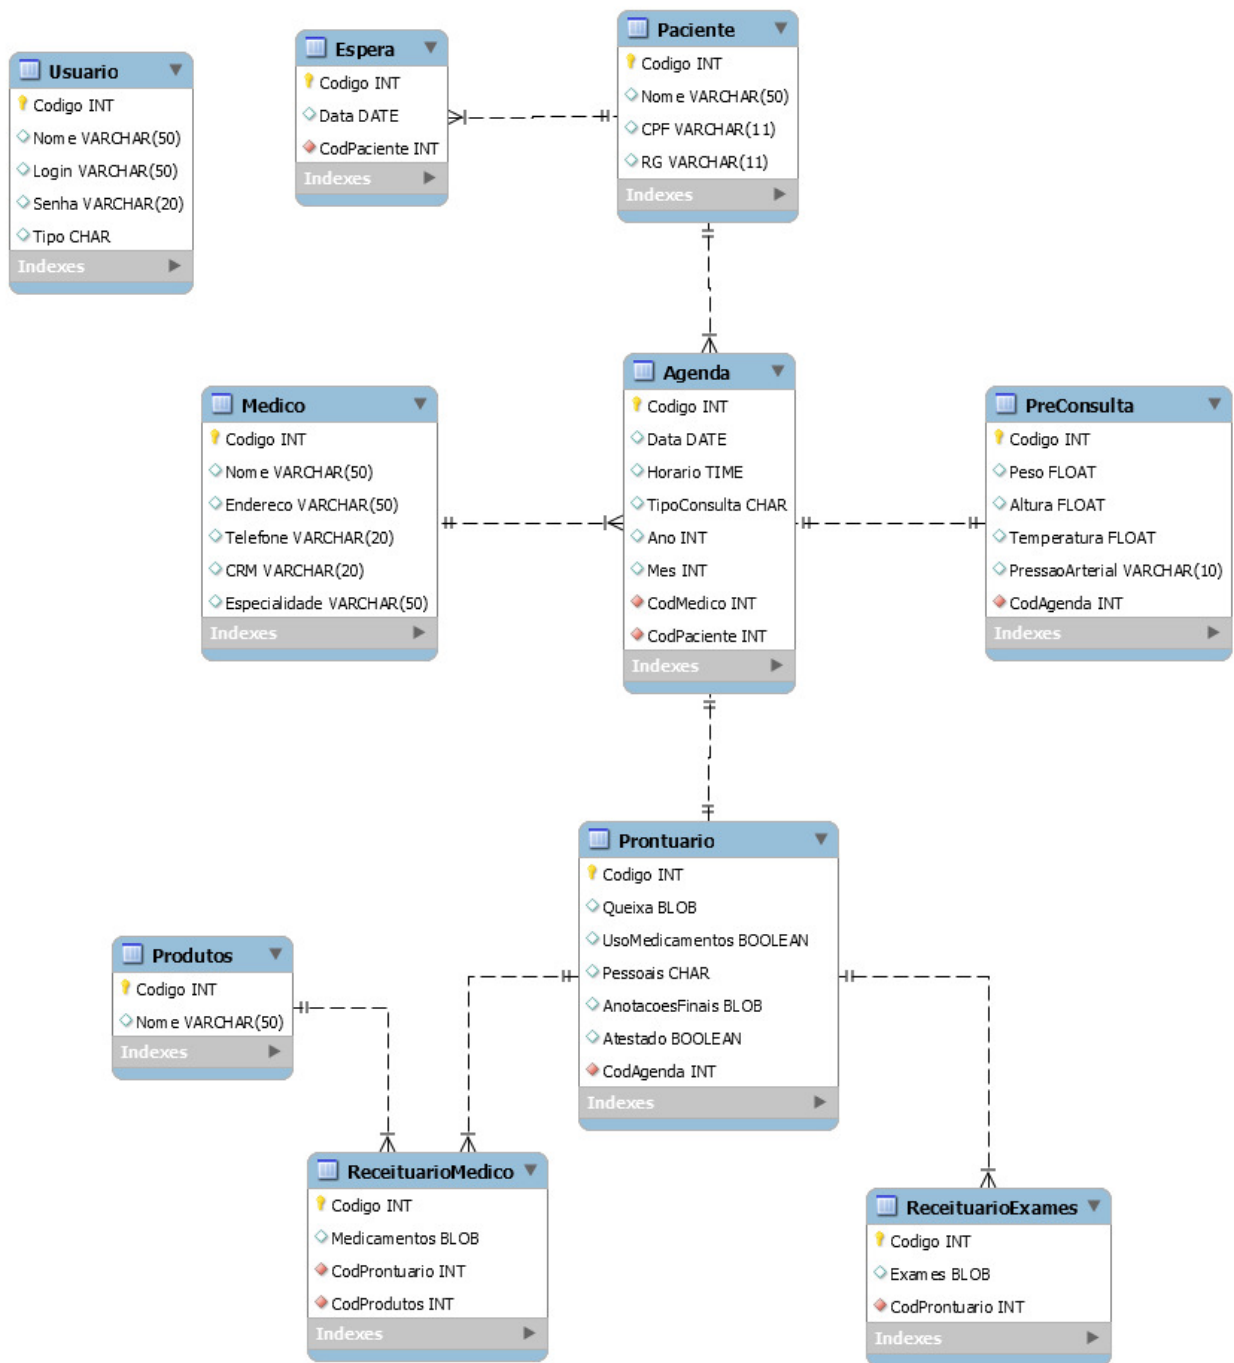 Usuario
Codigo INT
Nome VARCHAR(50)
Login VARCHAR(50)
Senha VARCHAR(20)
Tipo CHAR
Indexes
Espera
Codigo INT
Data DATE
CodPaciente INT
Indexes
Paciente
Codigo INT
Nome VARCHAR(50)
CPF VARCHAR(11)
RG VARCHAR(11)
Indexes
Medico
Codigo INT
Nome VARCHAR(50)
Endereco VARCHAR(50)
Telefone VARCHAR(20)
CRM VARCHAR(20)
Especialidade VARCHAR(50)
Indexes
Agenda
Codigo INT
Data DATE
Horario TIME
TipoConsulta CHAR
Ano INT
Mes INT
CodMedico INT
CodPaciente INT
Indexes
PreConsulta
Codigo INT
Peso FLOAT
Altura FLOAT
Temperatura FLOAT
PressaoArterial VARCHAR(10)
CodAgenda INT
Indexes
Prontuario
Codigo INT
Queixa BLOB
UsoMedicamentos BOOLEAN
Pessoais CHAR
AnotacoesFinais BLOB
Atestado BOOLEAN
CodAgenda INT
Indexes
Produtos
Codigo INT
Nome VARCHAR(50)
Indexes
ReceituarioMedico
Codigo INT
Medicamentos BLOB
CodProntuario INT
CodProdutos INT
Indexes
ReceituarioExames
Codigo INT
Exames BLOB
CodProntuario INT
Indexes